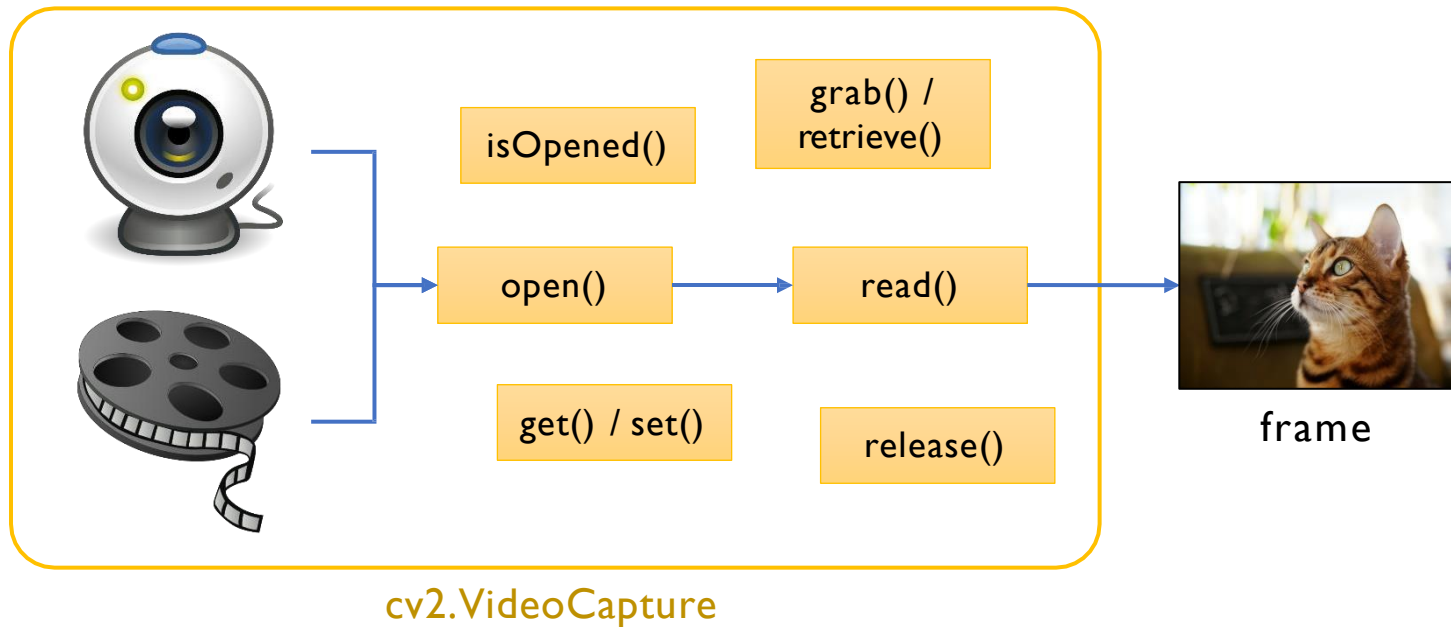 isOpened()
grab() /
retrieve()
open()
read()
get() / set()
release()
frame
cv2.VideoCapture